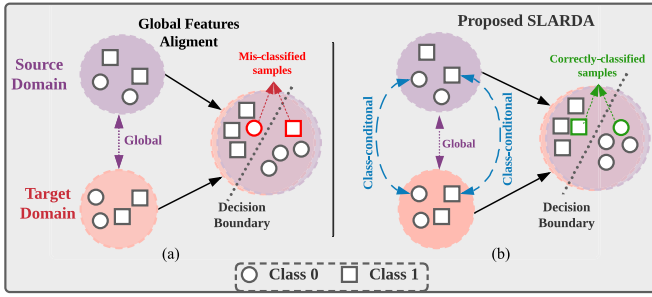 Global Features
Aligment
Source
Domain
Mis-classified
samples
Global
Target
Domain
Decision
Boundary
(a)
Proposed SLARDA
Correctly-classified
samples
Class-conditonal
Global
Class-conditonal
Decision
Boundary
(b)
Class 0
Class 1